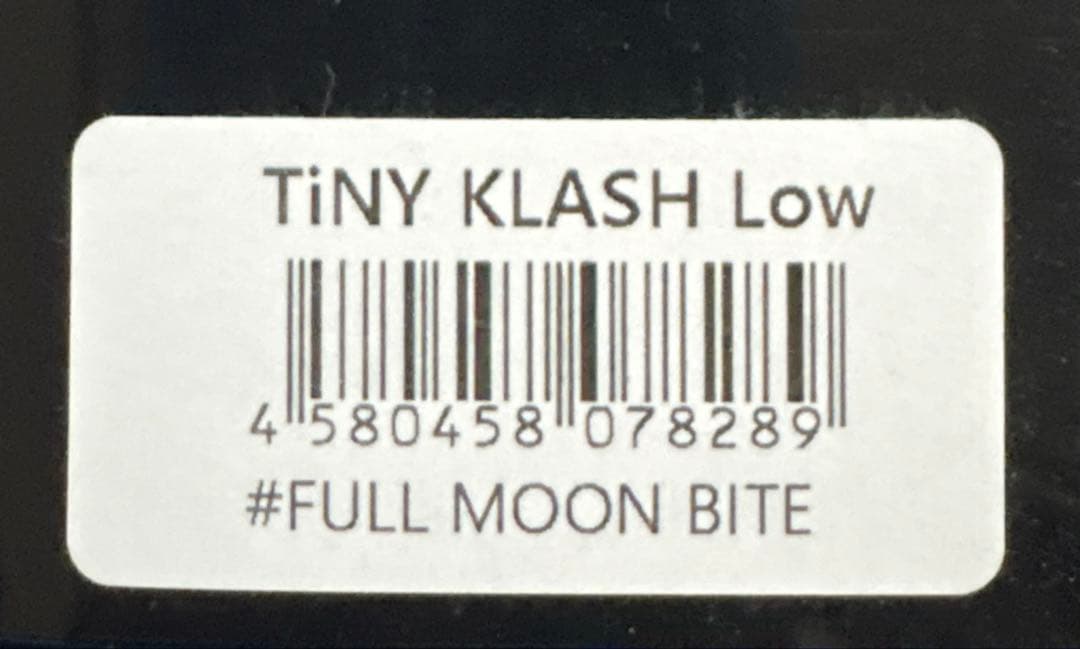 TiNY KLASH Low
4 580458 078289
#FULL MOON BITE